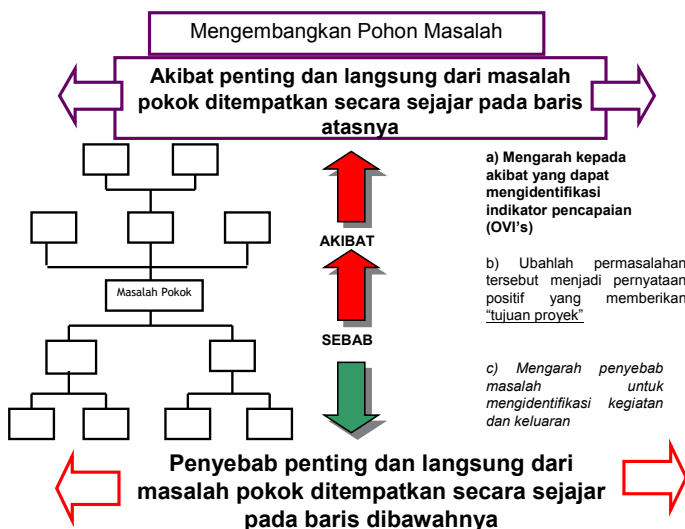 Mengembangkan Pohon Masalah
Akibat penting dan langsung dari masalah
pokok ditempatkan secara sejajar pada baris
atasnya
a) Mengarah kepada
akibat yang dapat
mengidentifikasi
indikator pencapaian
(OVI's)
AKIBAT
b) Ubahlah permasalahan
tersebut menjadi pernyataan
positif yang memberikan
“tujuan proyek”
Masalah Pokok
SEBAB
c) Mengarah penyebab
masalah untuk
mengidentifikasi kegiatan
dan keluaran
Penyebab penting dan langsung dari
masalah pokok ditempatkan secara sejajar
pada baris dibawahnya